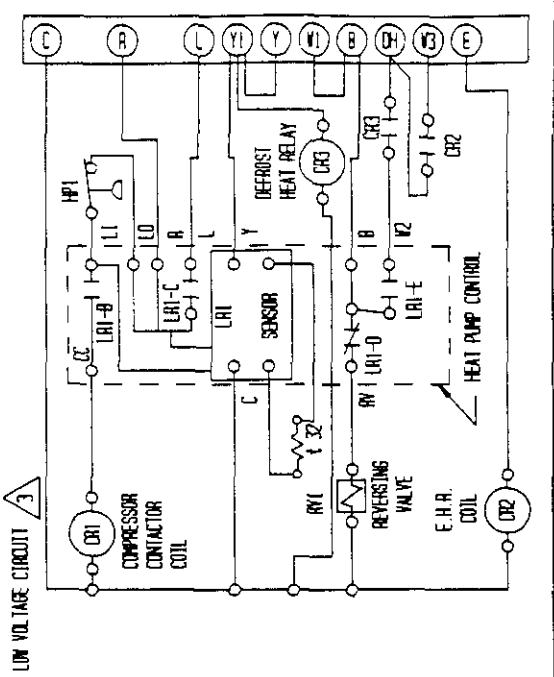 LOW VOLTAGE CIRCUIT
3
C
R
L
Y1
Y
W1
B
DH
W3
E
HP1
DEFROST
HEAT RELAY
CR3
CR3
CR2
LI
LO
R
L
Y
B
W2
CC
LR1-B
LR1-C
LR1
SENSOR
LR1-D
LR1-E
C
RV
HEAT PUMP CONTROL
CR1
COMPRESSOR
CONTACTOR
COIL
t 32
RV1
REVERSING
VALVE
E.H.R.
COIL
CR2